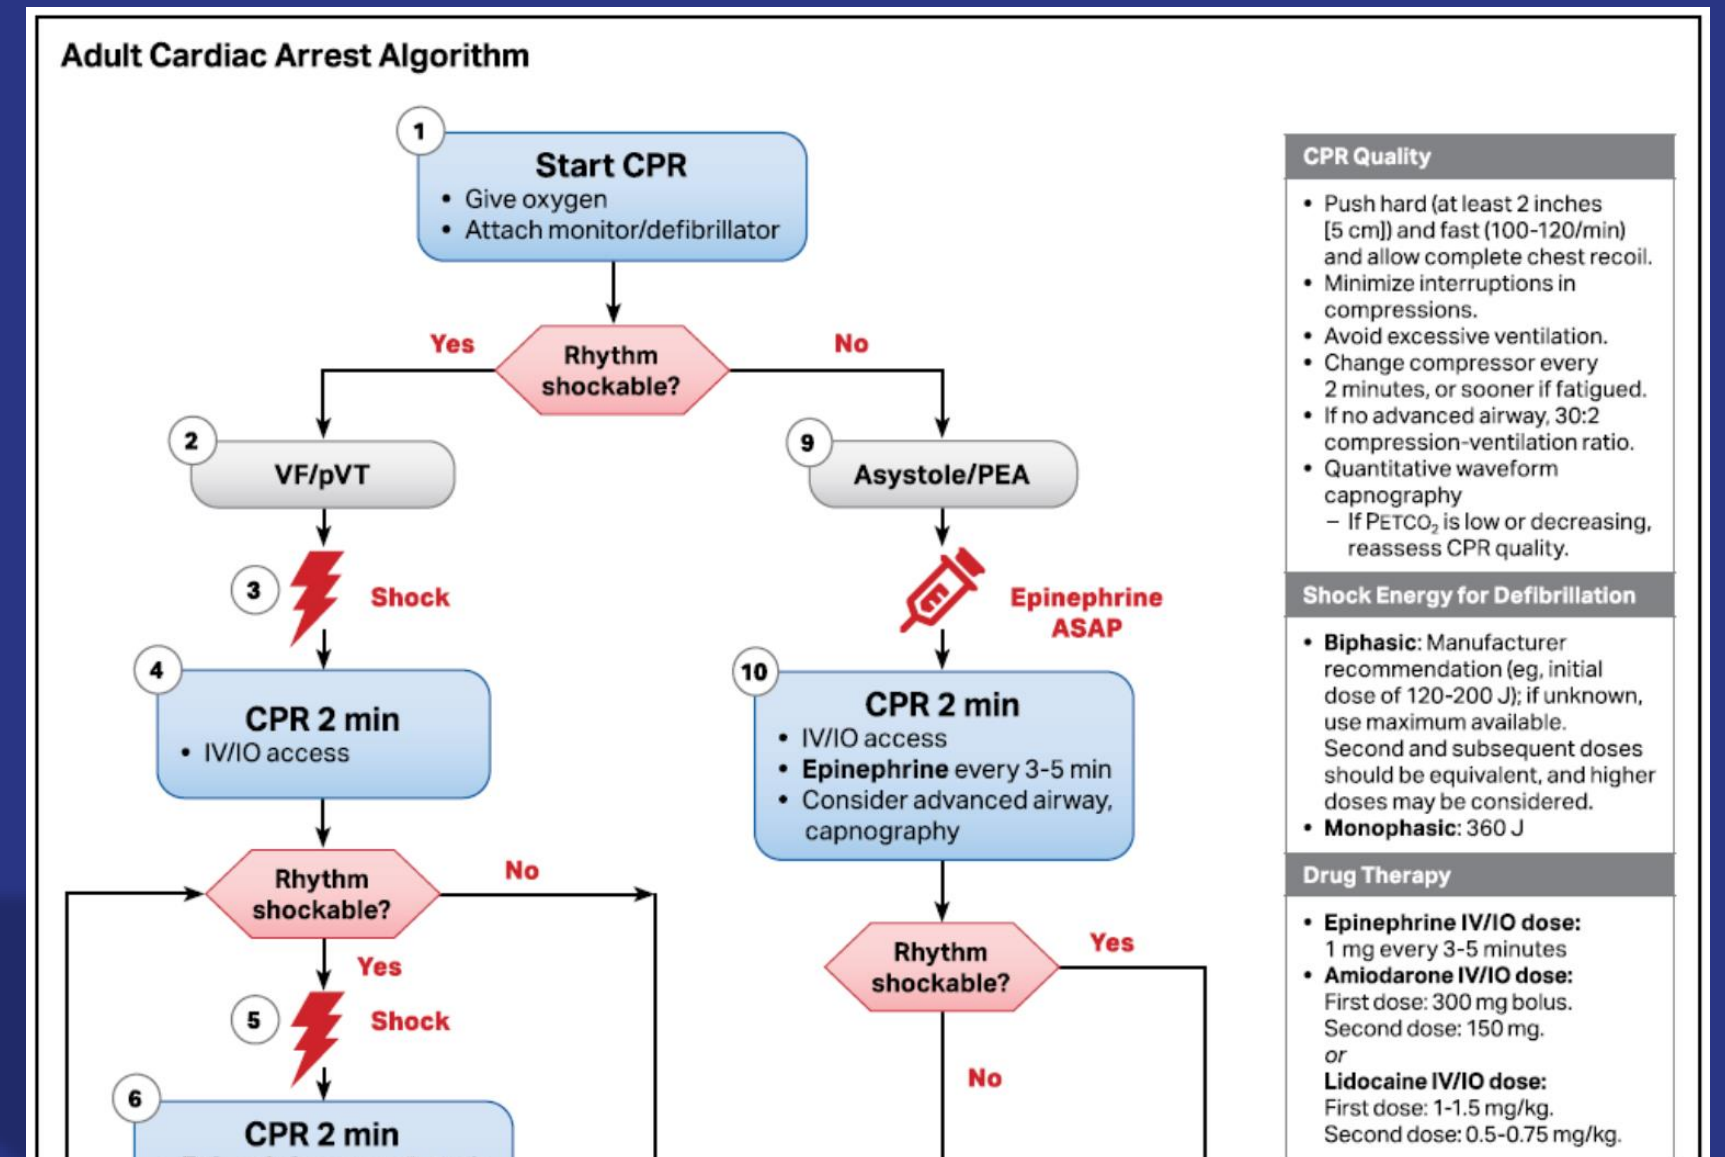 Adult Cardiac Arrest Algorithm
1
Start CPR
• Give oxygen
• Attach monitor/defibrillator
Yes
Rhythm
shockable?
No
2
VF/pVT
9
Asystole/PEA
3
Shock
Epinephrine
ASAP
4
CPR 2 min
• IV/IO access
10
CPR 2 min
• IV/IO access
• Epinephrine every 3-5 min
• Consider advanced airway,
capnography
Rhythm
shockable?
No
Yes
Rhythm
shockable?
Yes
No
5
Shock
6
CPR 2 min
CPR Quality
• Push hard (at least 2 inches
[5 cm]) and fast (100-120/min)
and allow complete chest recoil.
• Minimize interruptions in
compressions.
• Avoid excessive ventilation.
• Change compressor every
2 minutes, or sooner if fatigued.
• If no advanced airway, 30:2
compression-ventilation ratio.
• Quantitative waveform
capnography
– If PETCO₂ is low or decreasing,
reassess CPR quality.
Shock Energy for Defibrillation
• Biphasic: Manufacturer
recommendation (eg, initial
dose of 120-200 J); if unknown,
use maximum available.
Second and subsequent doses
should be equivalent, and higher
doses may be considered.
• Monophasic: 360 J
Drug Therapy
• Epinephrine IV/IO dose:
1 mg every 3-5 minutes
• Amiodarone IV/IO dose:
First dose: 300 mg bolus.
Second dose: 150 mg.
or
Lidocaine IV/IO dose:
First dose: 1-1.5 mg/kg.
Second dose: 0.5-0.75 mg/kg.